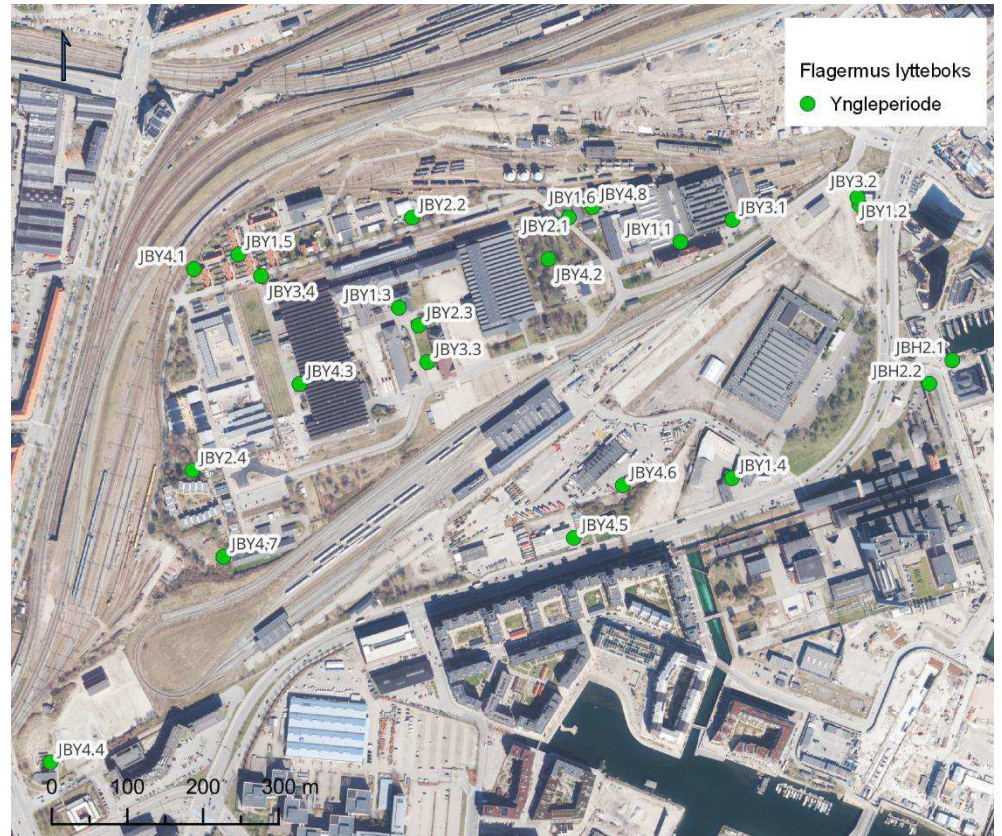 Flagermus lytteboks
Yngleperiode
JBY3.2
JBY1.2
JBY1.6
JBY4.8
JBY2.2
JBY2.1
JBY3.1
JBY1.1
JBY1.5
JBY4.1
JBY4.2
JBY3.4
JBY1.3
JBY2.3
JBY3.3
JBH2.1
JBH2.2
JBY4.3
JBY2.4
JBY4.6
JBY1.4
JBY4.5
JBY4.7
JBY4.4
0 100 200 300 m